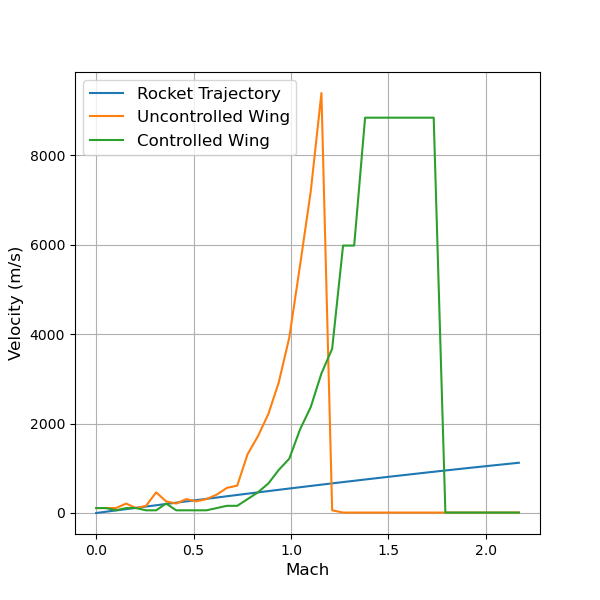 Rocket Trajectory
Uncontrolled Wing
Controlled Wing
8000
6000
4000
2000
0
Velocity (m/s)
0.0 0.5 1.0 1.5 2.0
Mach